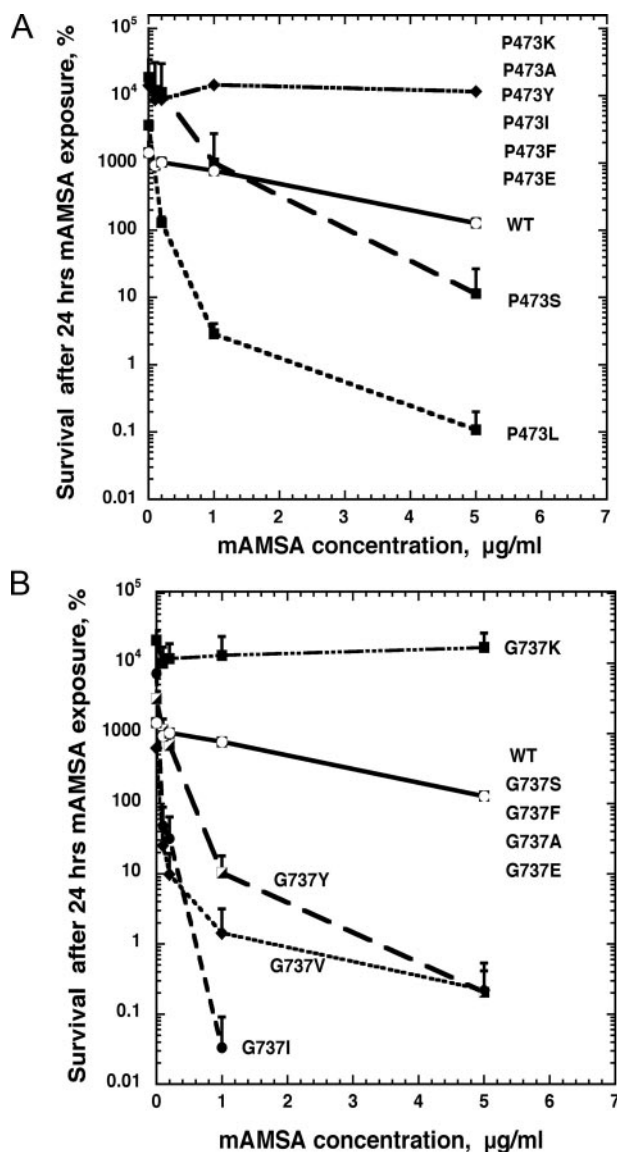 A
10⁵
10⁴
1000
100
10
1
0.1
0.01
Survival after 24 hrs mAMSA exposure, %
P473K
P473A
P473Y
P473I
P473F
P473E
WT
P473S
P473L
0 1 2 3 4 5 6 7
mAMSA concentration, µg/ml
B
10⁵
10⁴
1000
100
10
1
0.1
0.01
Survival after 24 hrs mAMSA exposure, %
G737K
WT
G737S
G737F
G737A
G737E
G737Y
G737V
G737I
0 1 2 3 4 5 6 7
mAMSA concentration, µg/ml